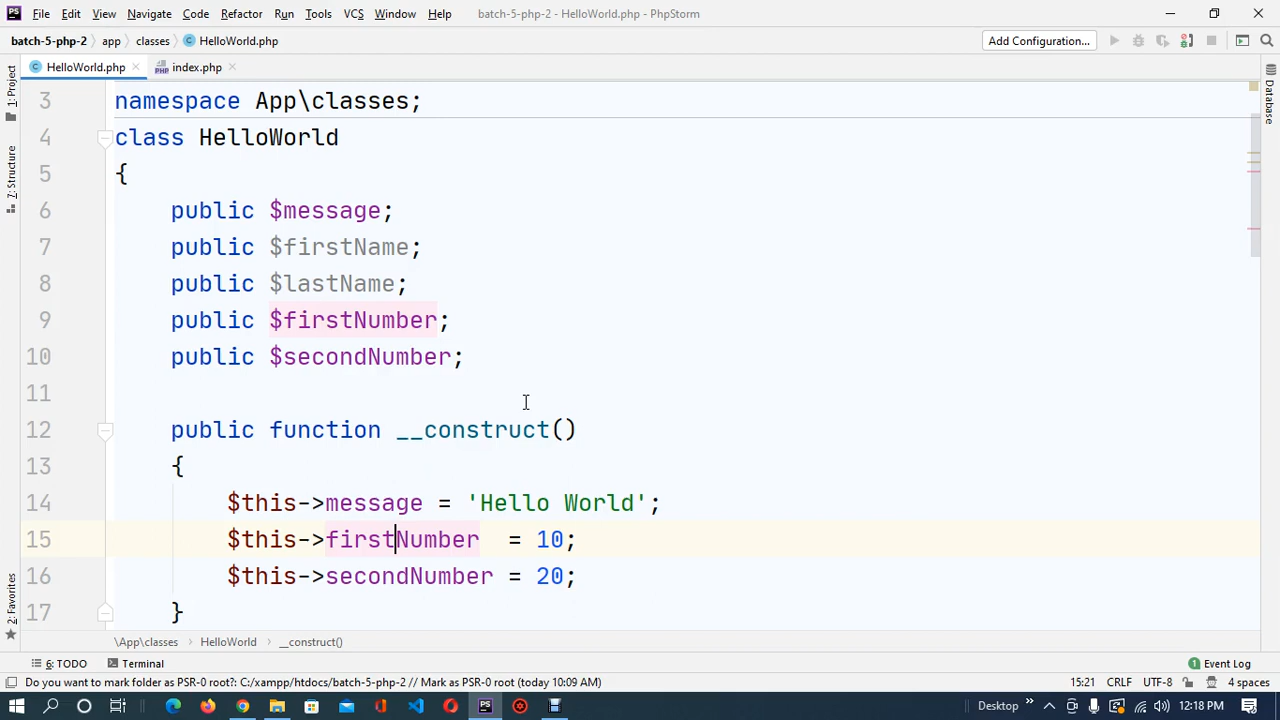 File Edit View Navigate Code Refactor Run Tools VCS Window Help batch-5-php-2 - HelloWorld.php - PhpStorm
batch-5-php-2 app classes HelloWorld.php Add Configuration...
HelloWorld.php index.php
1: Project
7: Structure
2: Favorites
Database
3 namespace App\classes;
4 class HelloWorld
5 {
6 public $message;
7 public $firstName;
8 public $lastName;
9 public $firstNumber;
10 public $secondNumber;
11
12 public function __construct()
13 {
14 $this->message = 'Hello World';
15 $this->firstNumber = 10;
16 $this->secondNumber = 20;
17 }
\App\classes HelloWorld __construct()
6: TODO Terminal 1 Event Log
Do you want to mark folder as PSR-0 root?: C:/xampp/htdocs/batch-5-php-2 // Mark as PSR-0 root (today 10:09 AM) 15:21 CRLF UTF-8 4 spaces
Desktop 12:18 PM